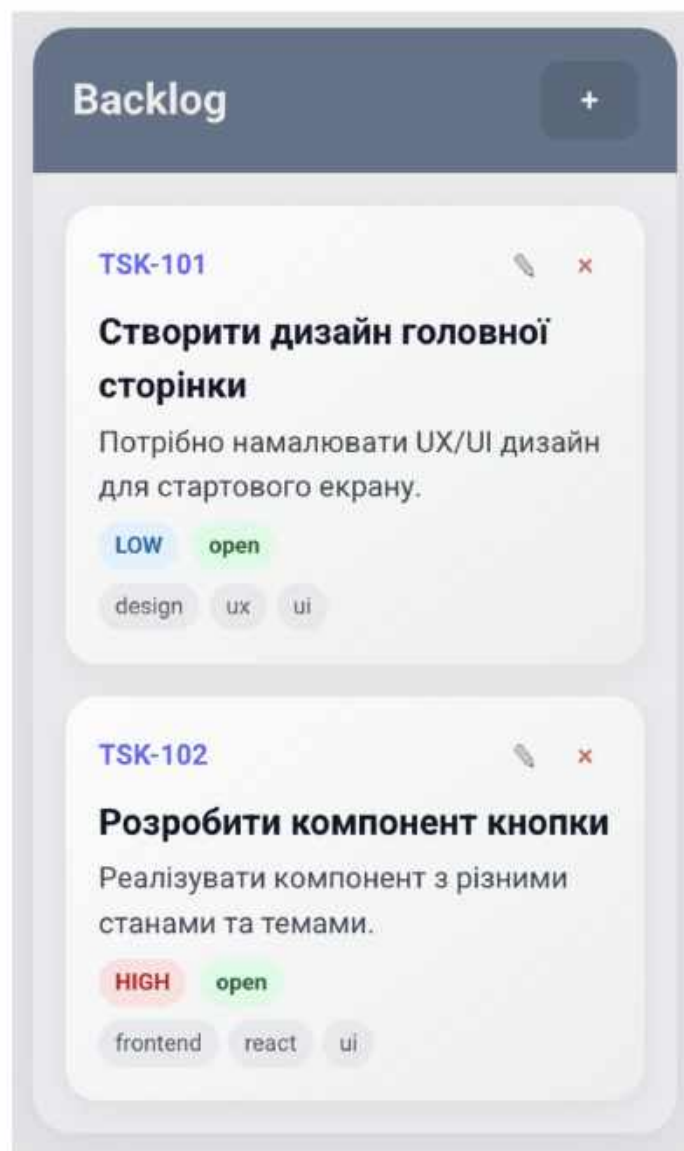 Backlog
+
TSK-101
×
Створити дизайн головної
сторінки
Потрібно намалювати UX/UI дизайн
для стартового екрану.
LOW open
design ux ui
TSK-102
×
Розробити компонент кнопки
Реалізувати компонент з різними
станами та темами.
HIGH open
frontend react ui